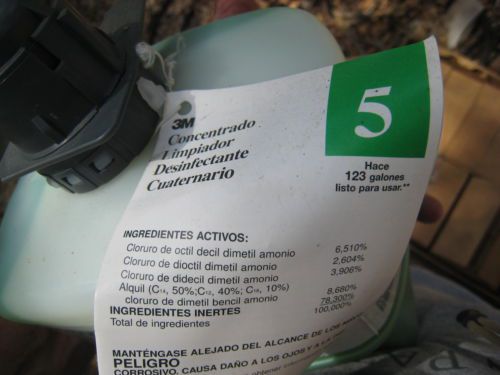 3M
Concentrado
Limpiador
Desinfectante
Cuaternario
5
Hace
123 galones
listo para usar.**
INGREDIENTES ACTIVOS:
Cloruro de octil decil dimetil amonio 6,510%
Cloruro de dioctil dimetil amonio 2,604%
Cloruro de didecil dimetil amonio 3,906%
Alquil (C14, 50%;C12, 40%; C16, 10%)
cloruro de dimetil bencil amonio 8,680%
INGREDIENTES INERTES 78,300%
Total de ingredientes 100,000%
MANTÉNGASE ALEJADO DEL ALCANCE DE LOS
PELIGRO
CORROSIVO. CAUSA DAÑO A LOS OJOS Y A LA
PA